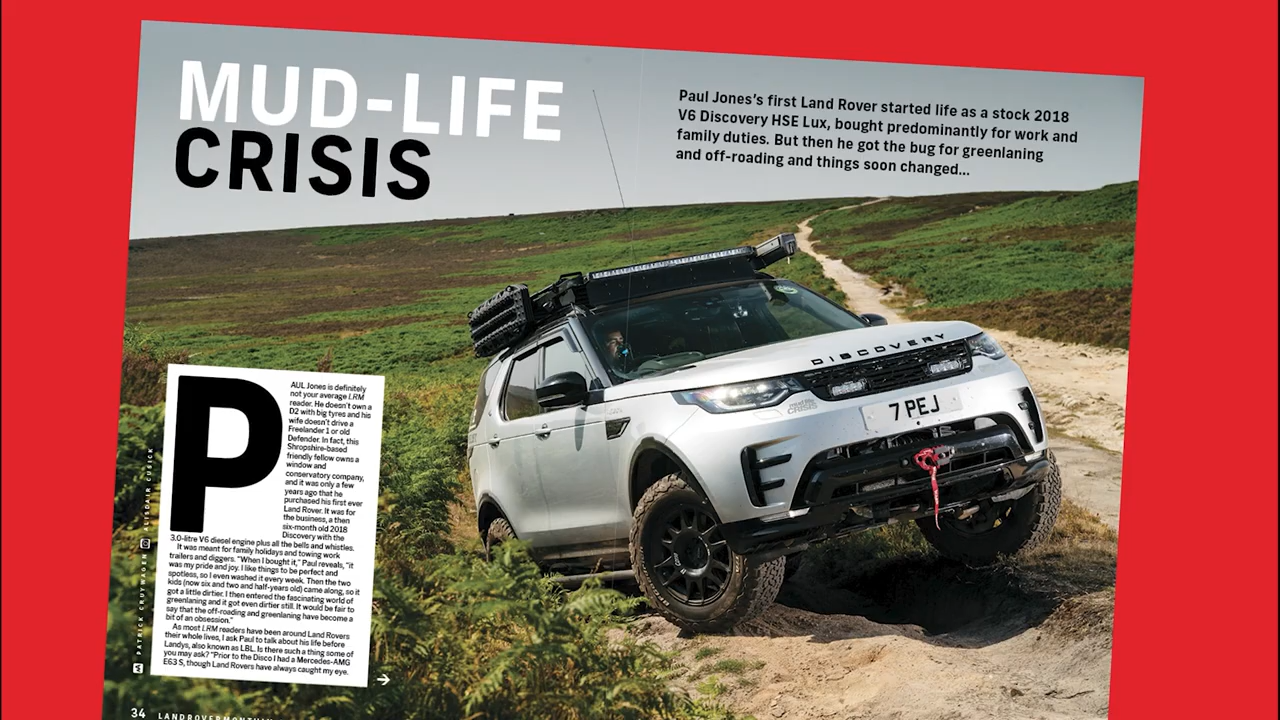 MUD-LIFE
CRISIS
Paul Jones's first Land Rover started life as a stock 2018
V6 Discovery HSE Lux, bought predominantly for work and
family duties. But then he got the bug for greenlaning
and off-roading and things soon changed...
DISCOVERY
7 PEJ
PAUL Jones is definitely
not your average LRM
reader. He doesn't own a
D2 with big tyres and his
wife doesn't drive a
Freelander 1 or old
Defender. In fact, this
Shropshire-based
friendly fellow owns a
window and
conservatory company,
and it was only a few
years ago that he
purchased his first ever
Land Rover. It was for
the business, a then
six-month old 2018
Discovery with the
3.0-litre V6 diesel engine plus all the bells and whistles.
It was meant for family holidays and towing work
trailers and diggers. "When I bought it," Paul reveals, "it
was my pride and joy. I like things to be perfect and
spotless, so I even washed it every week. Then the two
kids (now six and two and half-years old) came along, so it
got a little dirtier. I then entered the fascinating world of
greenlaning and it got even dirtier still. It would be fair to
say that the off-roading and greenlaning have become a
bit of an obsession."
As most LRM readers have been around Land Rovers
their whole lives, I ask Paul to talk about his life before
Landys, also known as LBL. Is there such a thing some of
you may ask? "Prior to the Disco I had a Mercedes-AMG
E63 S, though Land Rovers have always caught my eye.
PATRICK CRUYWAGEN ALISDAIR CUSICK
34 LANDROVERMONTHLY